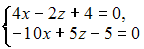 4x - 2z + 4 = 0,
-10x + 5z - 5 = 0